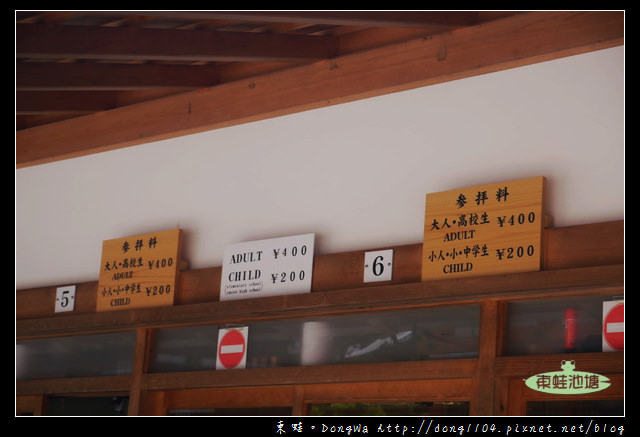 参拝料
大人・高校生 ¥400
ADULT
小人・小・中学生 ¥200
CHILD
5
ADULT ¥400
CHILD ¥200
6
参拝料
大人・高校生 ¥400
ADULT
小人・小・中学生 ¥200
CHILD
東蛙池塘
東蛙。DongWa http://dong1104.pixnet.net/blog